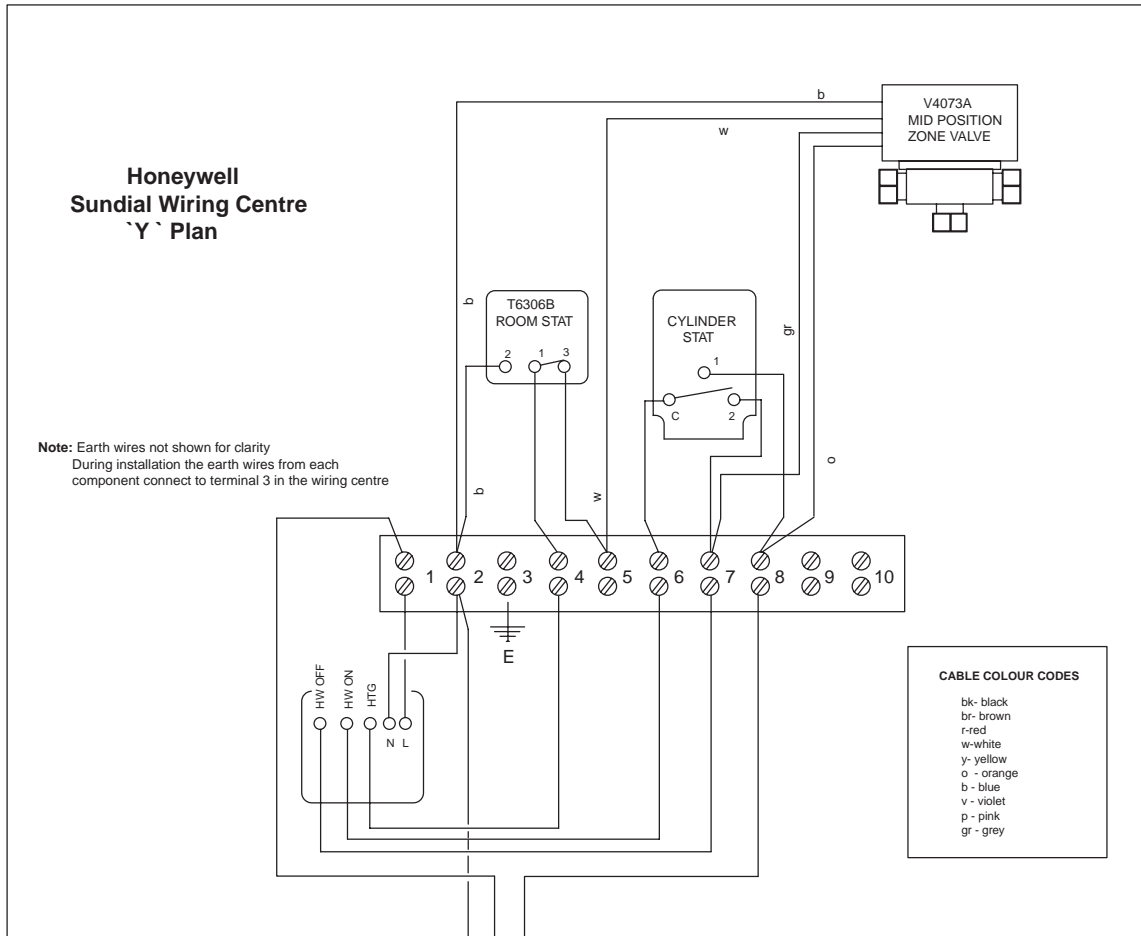 b
V4073A
MID POSITION
ZONE VALVE
w
Honeywell
Sundial Wiring Centre
`Y ` Plan
b
T6306B
ROOM STAT
2 1 3
CYLINDER
STAT
1
C 2
gr
Note: Earth wires not shown for clarity
During installation the earth wires from each
component connect to terminal 3 in the wiring centre
b
w
o
1 2 3 4 5 6 7 8 9 10
E
HW OFF
HW ON
HTG
N L
CABLE COLOUR CODES
bk- black
br- brown
r-red
w-white
y- yellow
o - orange
b - blue
v - violet
p - pink
gr - grey